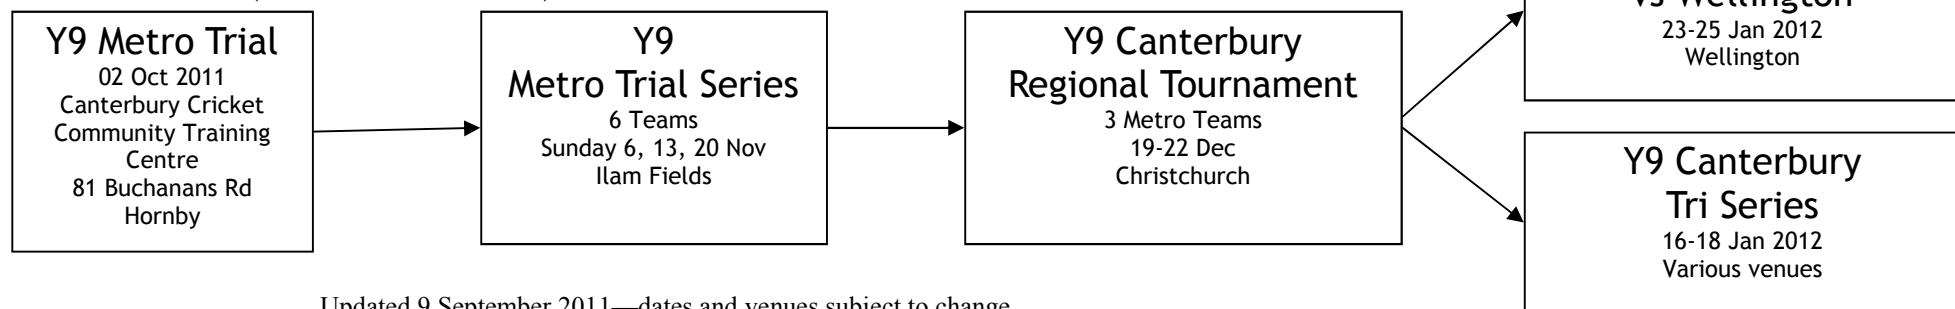 Y9 Metro Trial
02 Oct 2011
Canterbury Cricket
Community Training
Centre
81 Buchanans Rd
Hornby
Y9
Metro Trial Series
6 Teams
Sunday 6, 13, 20 Nov
Ilam Fields
Y9 Canterbury
Regional Tournament
3 Metro Teams
19-22 Dec
Christchurch
vs Wellington
23-25 Jan 2012
Wellington
Y9 Canterbury
Tri Series
16-18 Jan 2012
Various venues
Updated 9 September 2011—dates and venues subject to change